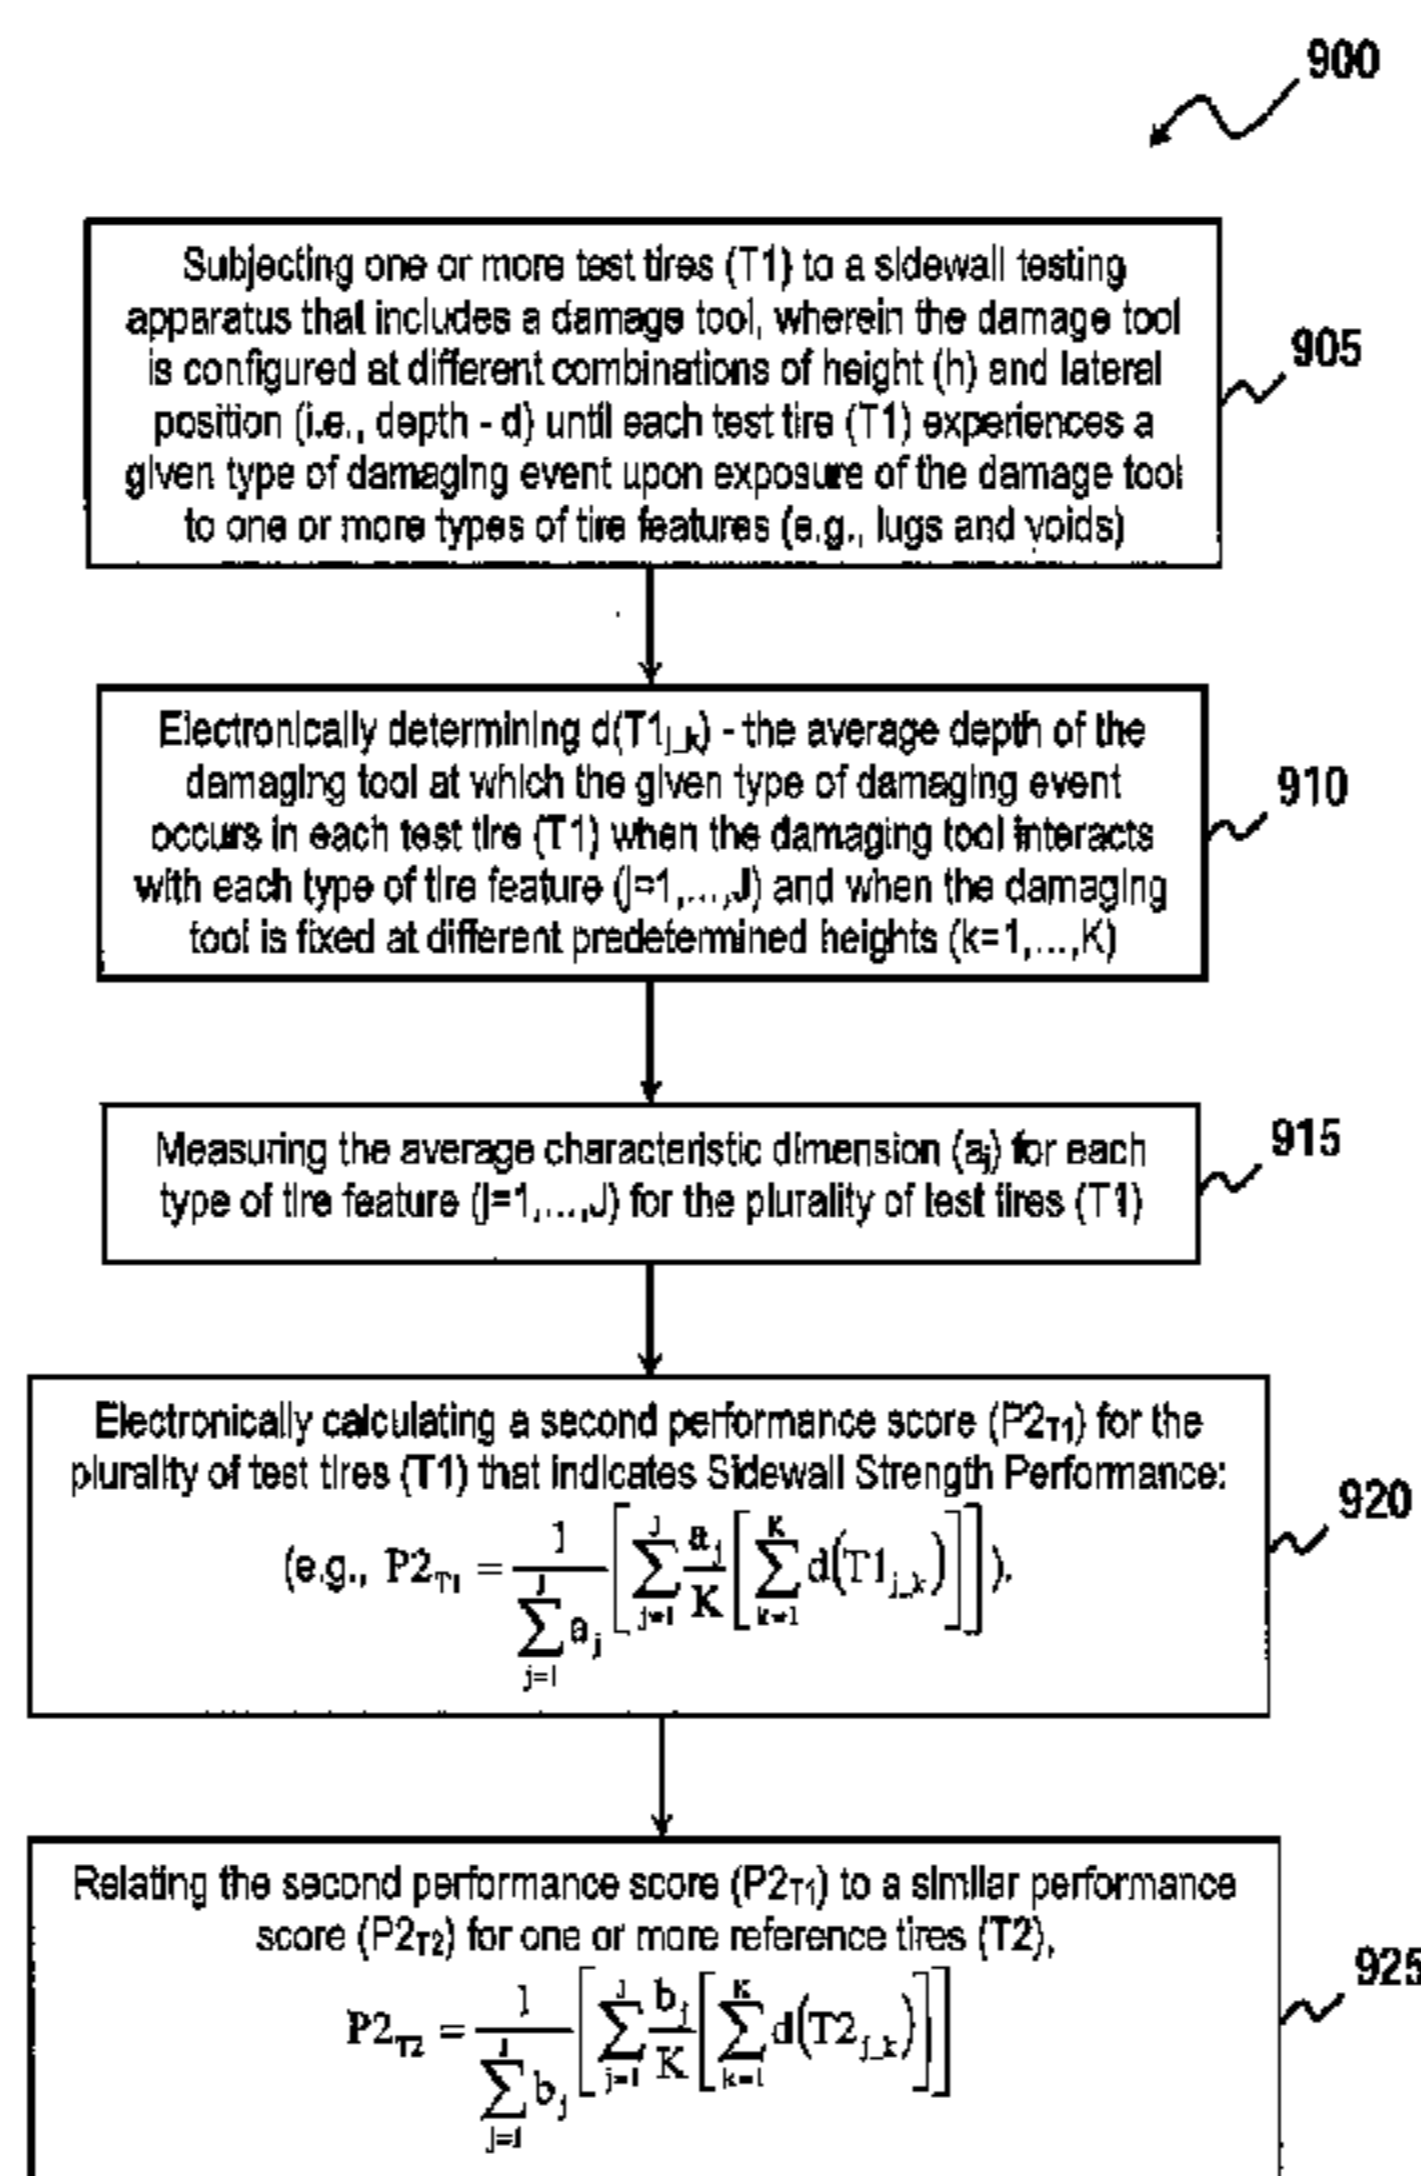 900
Subjecting one or more test tires (T1) to a sidewall testing
apparatus that includes a damage tool, wherein the damage tool
is configured at different combinations of height (h) and lateral
position (i.e., depth - d) until each test tire (T1) experiences a
given type of damaging event upon exposure of the damage tool
to one or more types of tire features (e.g., lugs and voids)
905
Electronically determining d(T1j_k) - the average depth of the
damaging tool at which the given type of damaging event
occurs in each test tire (T1) when the damaging tool interacts
with each type of tire feature (j=1,...,J) and when the damaging
tool is fixed at different predetermined heights (k=1,...,K)
910
Measuring the average characteristic dimension (aj) for each
type of tire feature (j=1,...,J) for the plurality of test tires (T1)
915
Electronically calculating a second performance score (P2T1) for the
plurality of test tires (T1) that indicates Sidewall Strength Performance:
(e.g., P2T1 = 1/∑j=1J aj [∑j=1J aj/K [∑k=1K d(T1j_k)]]).
920
Relating the second performance score (P2T1) to a similar performance
score (P2T2) for one or more reference tires (T2),
P2T2 = 1/∑j=1J bj [∑j=1J bj/K [∑k=1K d(T2j_k)]]
925